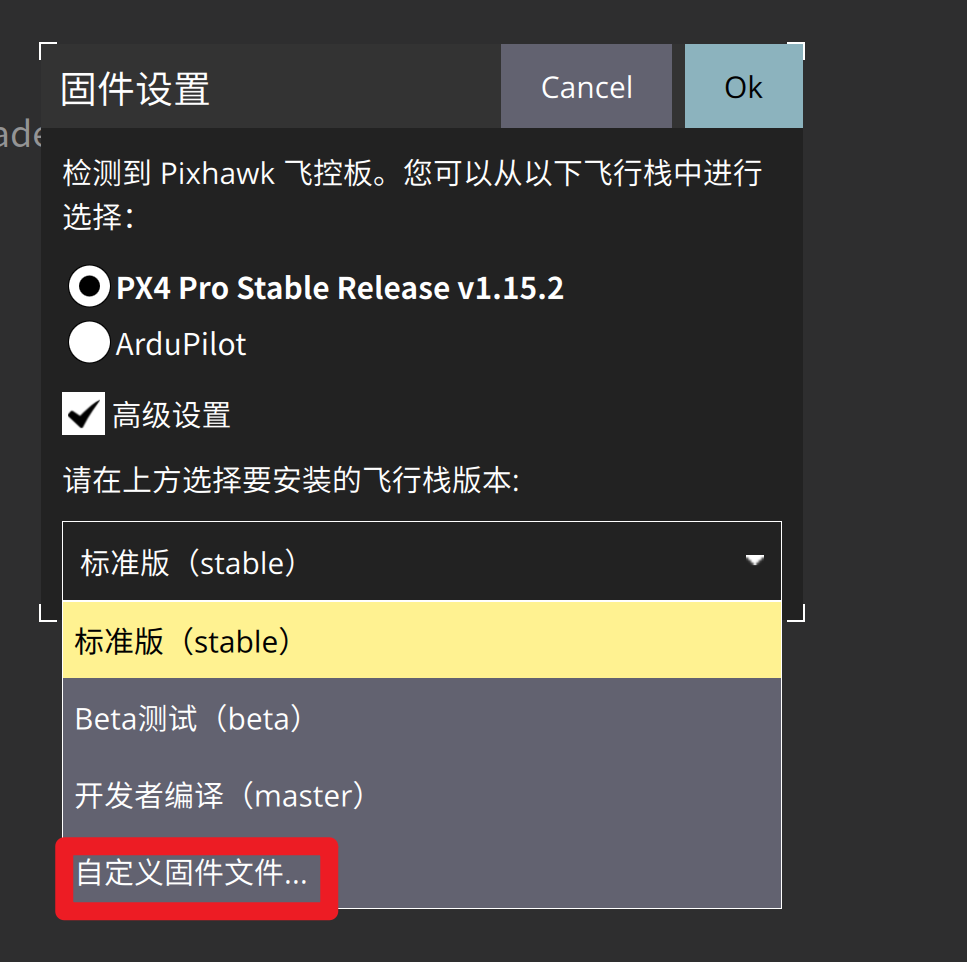 固件设置
Cancel
Ok
ade
检测到 Pixhawk 飞控板。您可以从以下飞行栈中进行
选择：
PX4 Pro Stable Release v1.15.2
ArduPilot
高级设置
请在上方选择要安装的飞行栈版本:
标准版（stable）
标准版（stable）
Beta测试（beta）
开发者编译（master）
自定义固件文件...